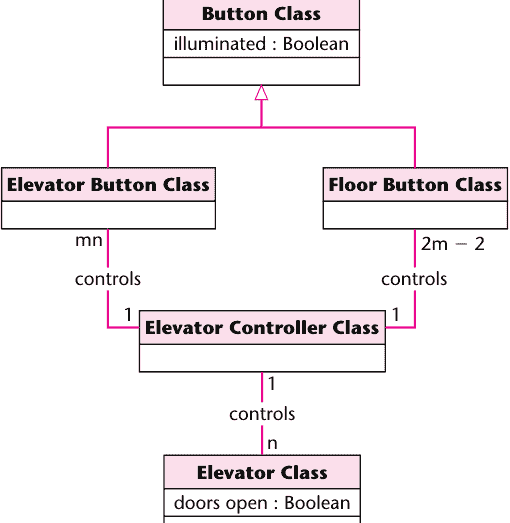 Button Class
illuminated : Boolean
Elevator Button Class
Floor Button Class
mn
2m − 2
controls
controls
1
1
Elevator Controller Class
1
controls
n
Elevator Class
doors open : Boolean